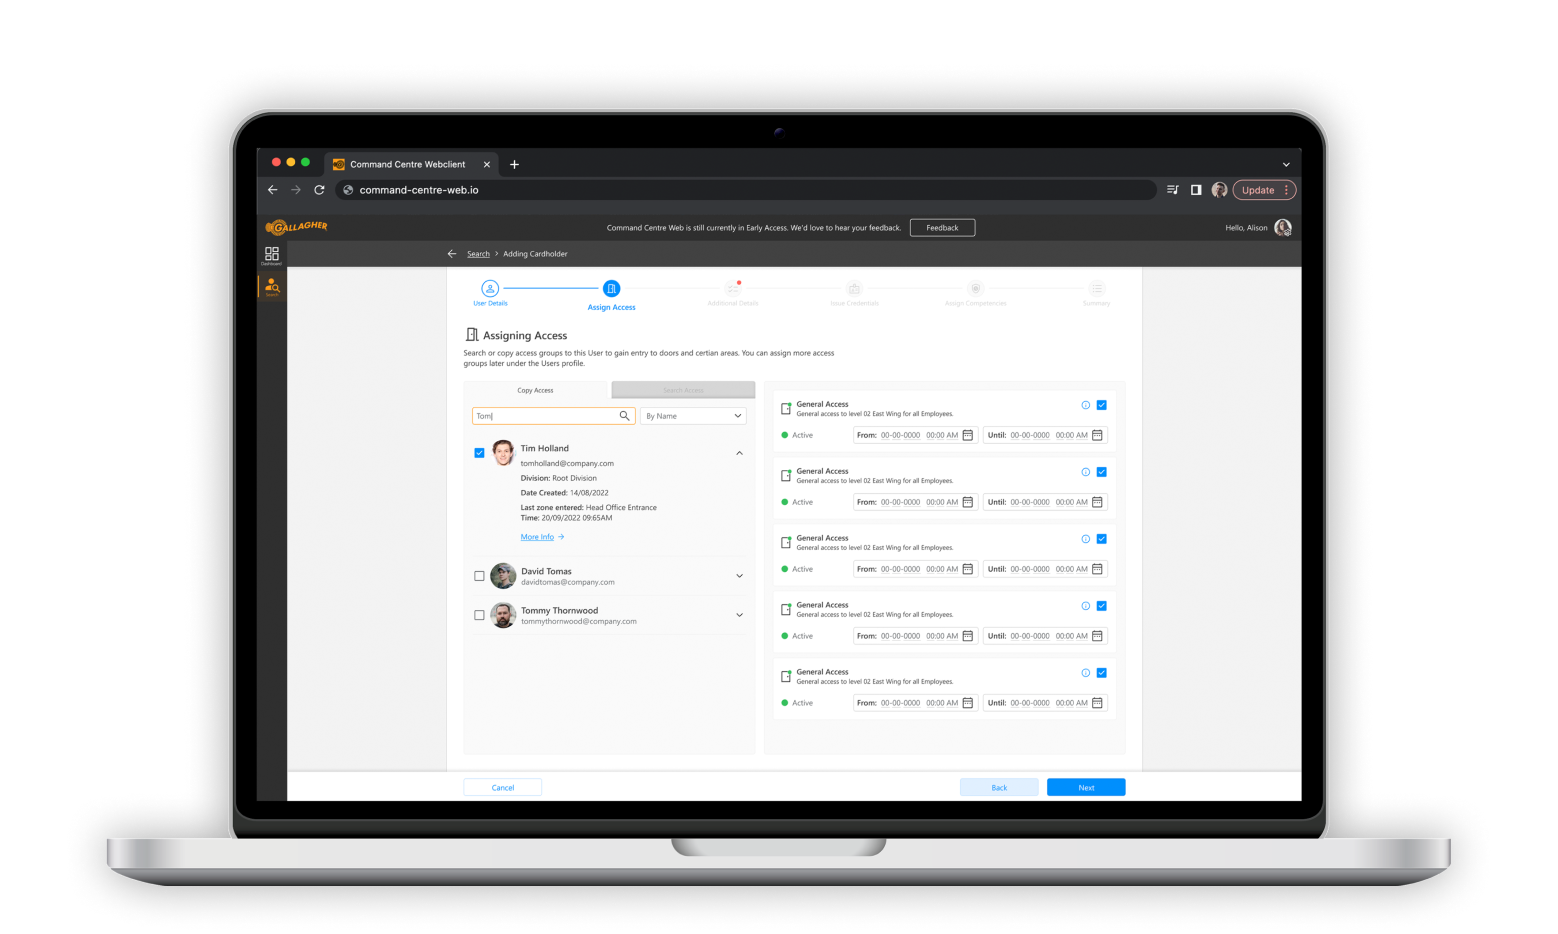 Command Centre Webclient
command-centre-web.io
Update
GALLAGHER
Command Centre Web is still currently in Early Access. We'd love to hear your feedback.
Feedback
Hello, Alison
Dashboard
Search
Search > Adding Cardholder
User Details
Assign Access
Additional Details
Issue Credentials
Assign Competencies
Summary
Assigning Access
Search or copy access groups to this User to gain entry to doors and certian areas. You can assign more access
groups later under the Users profile.
Copy Access
Search Access
Tom
By Name
Tim Holland
tomholland@company.com
Division: Root Division
Date Created: 14/08/2022
Last zone entered: Head Office Entrance
Time: 20/09/2022 09:65AM
More Info
David Tomas
davidtomas@company.com
Tommy Thornwood
tommythornwood@company.com
General Access
General access to level 02 East Wing for all Employees.
Active
From: 00-00-0000 00:00 AM
Until: 00-00-0000 00:00 AM
General Access
General access to level 02 East Wing for all Employees.
Active
From: 00-00-0000 00:00 AM
Until: 00-00-0000 00:00 AM
General Access
General access to level 02 East Wing for all Employees.
Active
From: 00-00-0000 00:00 AM
Until: 00-00-0000 00:00 AM
General Access
General access to level 02 East Wing for all Employees.
Active
From: 00-00-0000 00:00 AM
Until: 00-00-0000 00:00 AM
General Access
General access to level 02 East Wing for all Employees.
Active
From: 00-00-0000 00:00 AM
Until: 00-00-0000 00:00 AM
Cancel
Back
Next